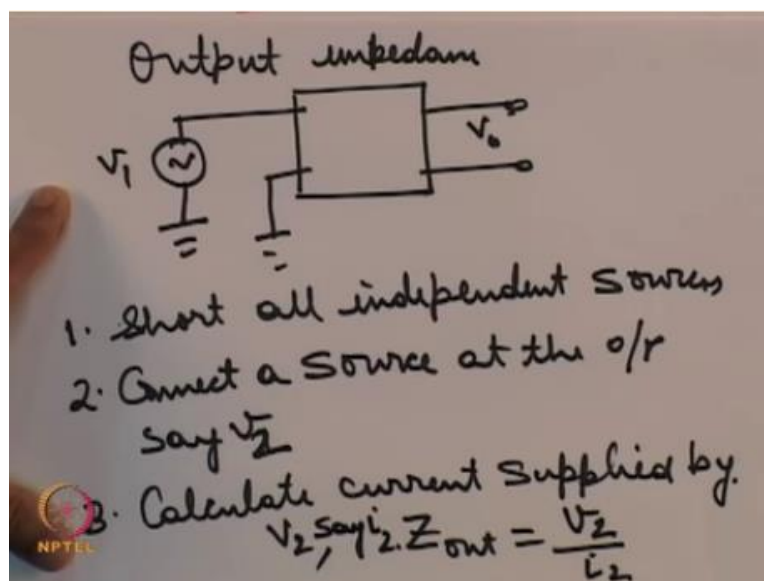 Output impedam
V₁
V₀
1. Short all independent Sources
2. Connect a Source at the o/p
say V₂
3. Calculate current supplied by
V₂, say i₂. Zout = V₂/i₂
NPTEL